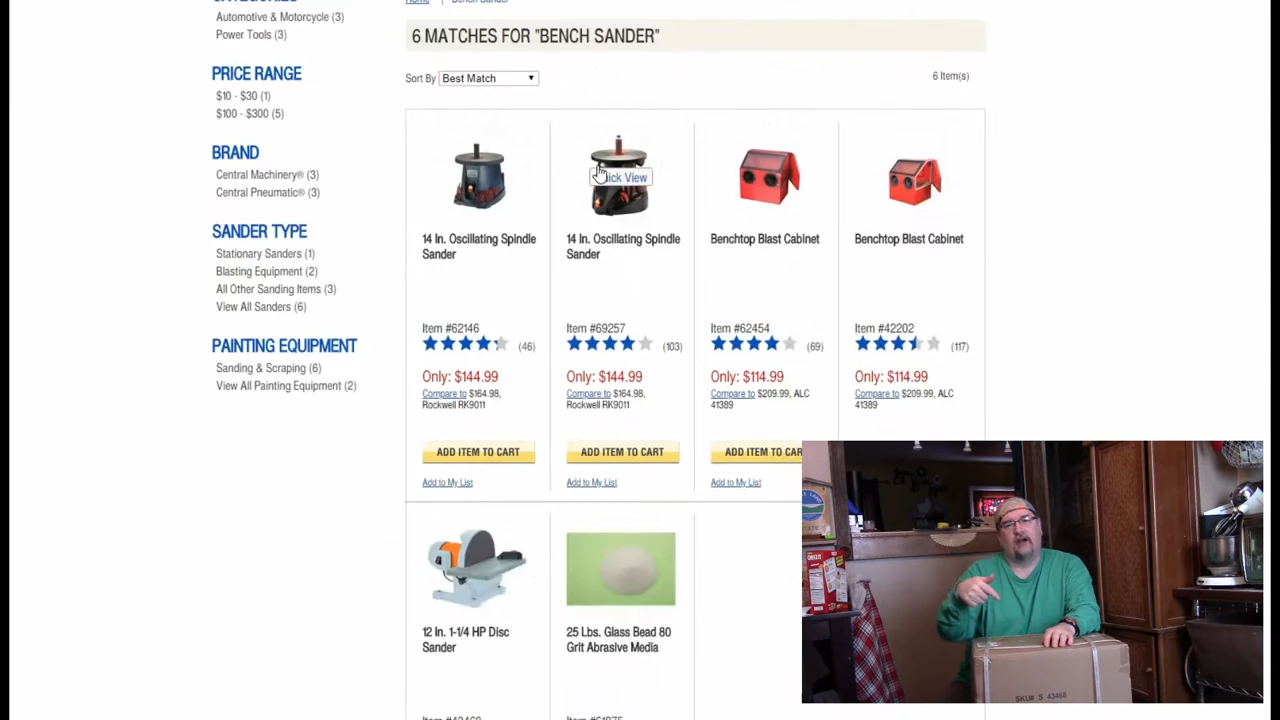 Home | Bench Sander
Automotive & Motorcycle (3)
Power Tools (3)
PRICE RANGE
$10 - $30 (1)
$100 - $300 (5)
BRAND
Central Machinery® (3)
Central Pneumatic® (3)
SANDER TYPE
Stationary Sanders (1)
Blasting Equipment (2)
All Other Sanding Items (3)
View All Sanders (6)
PAINTING EQUIPMENT
Sanding & Scraping (6)
View All Painting Equipment (2)
6 MATCHES FOR "BENCH SANDER"
Sort By Best Match
6 Item(s)
14 In. Oscillating Spindle
Sander
Item #62146
(46)
Only: $144.99
Compare to $164.98,
Rockwell RK9011
ADD ITEM TO CART
Add to My List
Quick View
14 In. Oscillating Spindle
Sander
Item #69257
(103)
Only: $144.99
Compare to $164.98,
Rockwell RK9011
ADD ITEM TO CART
Add to My List
Benchtop Blast Cabinet
Item #62454
(69)
Only: $114.99
Compare to $209.99, ALC
41389
ADD ITEM TO CAR
Add to My List
Benchtop Blast Cabinet
Item #42202
(117)
Only: $114.99
Compare to $209.99, ALC
41389
12 In. 1-1/4 HP Disc
Sander
25 Lbs. Glass Bead 80
Grit Abrasive Media
SKU# S 43468